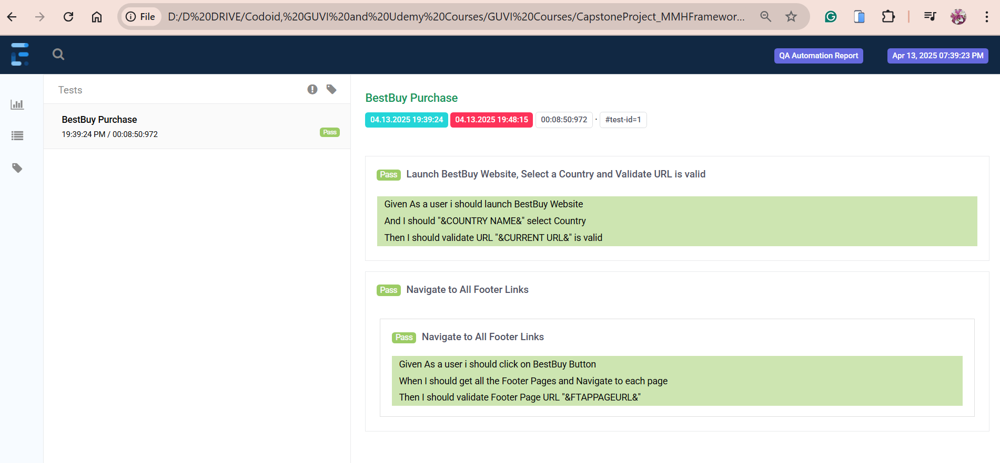 File
D:/D%20DRIVE/Codoid,%20GUVI%20and%20Udemy%20Courses/GUVI%20Courses/CapstoneProject_MMHFramewor...
QA Automation Report
Apr 13, 2025 07:39:23 PM
Tests
BestBuy Purchase
19:39:24 PM / 00:08:50:972
Pass
BestBuy Purchase
04.13.2025 19:39:24 04.13.2025 19:48:15 00:08:50:972 · #test-id=1
Pass Launch BestBuy Website, Select a Country and Validate URL is valid
Given As a user i should launch BestBuy Website
And I should "&COUNTRY NAME&" select Country
Then I should validate URL "&CURRENT URL&" is valid
Pass Navigate to All Footer Links
Pass Navigate to All Footer Links
Given As a user i should click on BestBuy Button
When I should get all the Footer Pages and Navigate to each page
Then I should validate Footer Page URL "&FTAPPAGEURL&"